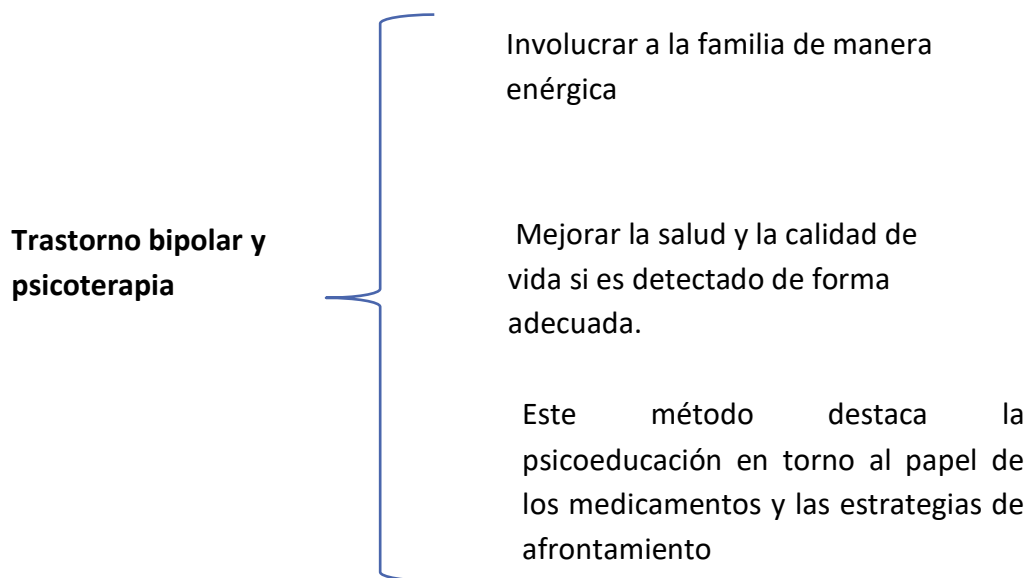 Involucrar a la familia de manera
enérgica
Trastorno bipolar y
psicoterapia
Mejorar la salud y la calidad de
vida si es detectado de forma
adecuada.
Este método destaca la
psicoeducación en torno al papel de
los medicamentos y las estrategias de
afrontamiento